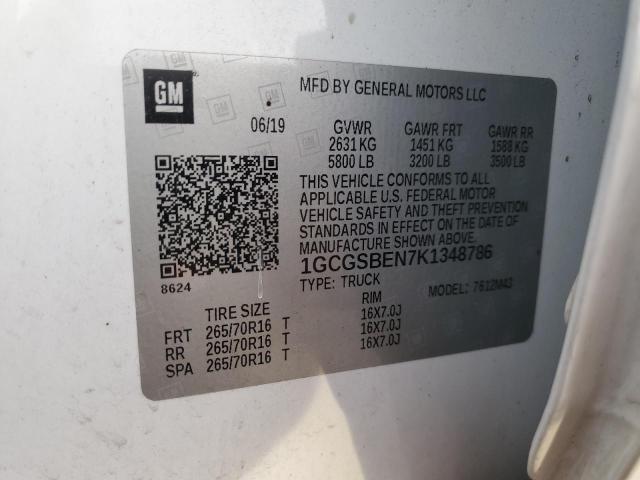 GM
MFD BY GENERAL MOTORS LLC
06/19 GVWR GAWR FRT GAWR RR
2631 KG 1451 KG 1588 KG
5800 LB 3200 LB 3500 LB
THIS VEHICLE CONFORMS TO ALL
APPLICABLE U.S. FEDERAL MOTOR
VEHICLE SAFETY AND THEFT PREVENTION
STANDARDS IN EFFECT ON THE DATE OF
MANUFACTURE SHOWN ABOVE.
1GCGSBEN7K1348786
8624
TYPE: TRUCK MODEL: 7612M43
TIRE SIZE RIM
FRT 265/70R16 T 16X7.0J
RR 265/70R16 T 16X7.0J
SPA 265/70R16 T 16X7.0J